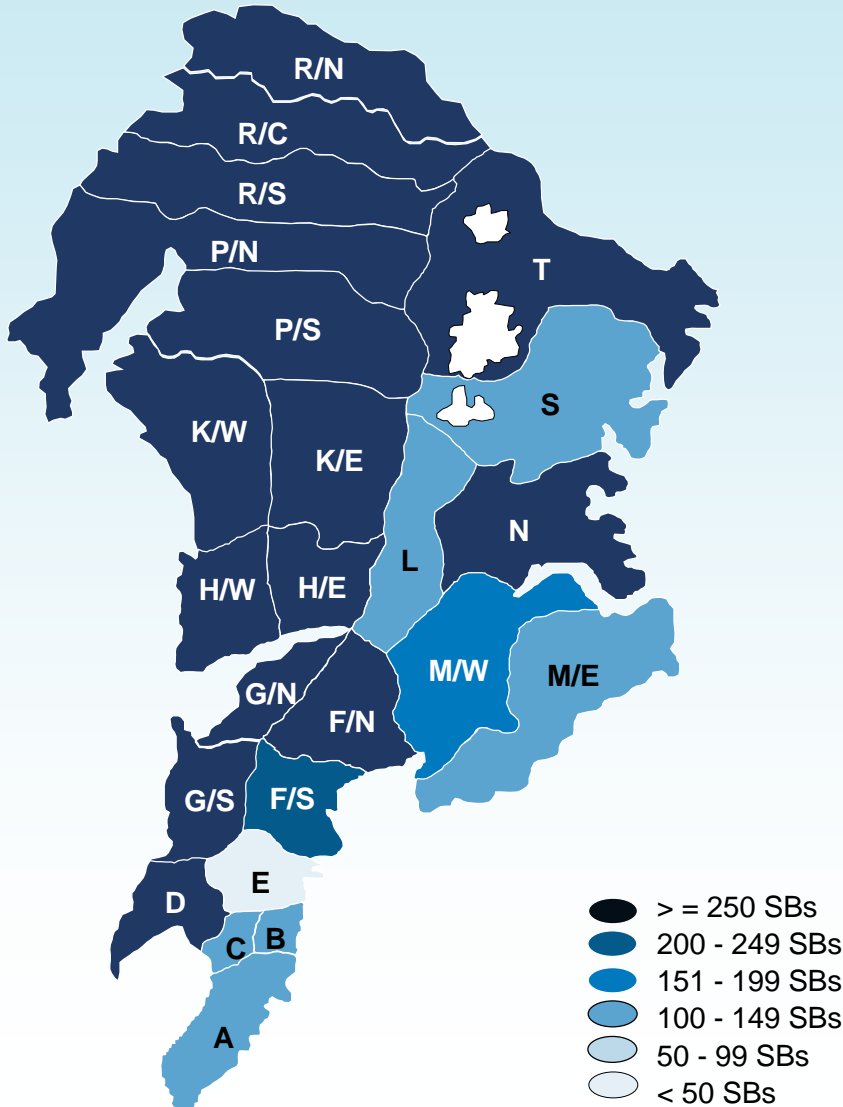 R/N
R/C
R/S
P/N
T
P/S
S
K/W
K/E
N
L
H/W
H/E
M/W
M/E
G/N
F/N
G/S
F/S
E
D
B
C
A
> = 250 SBs
200 - 249 SBs
151 - 199 SBs
100 - 149 SBs
50 - 99 SBs
< 50 SBs